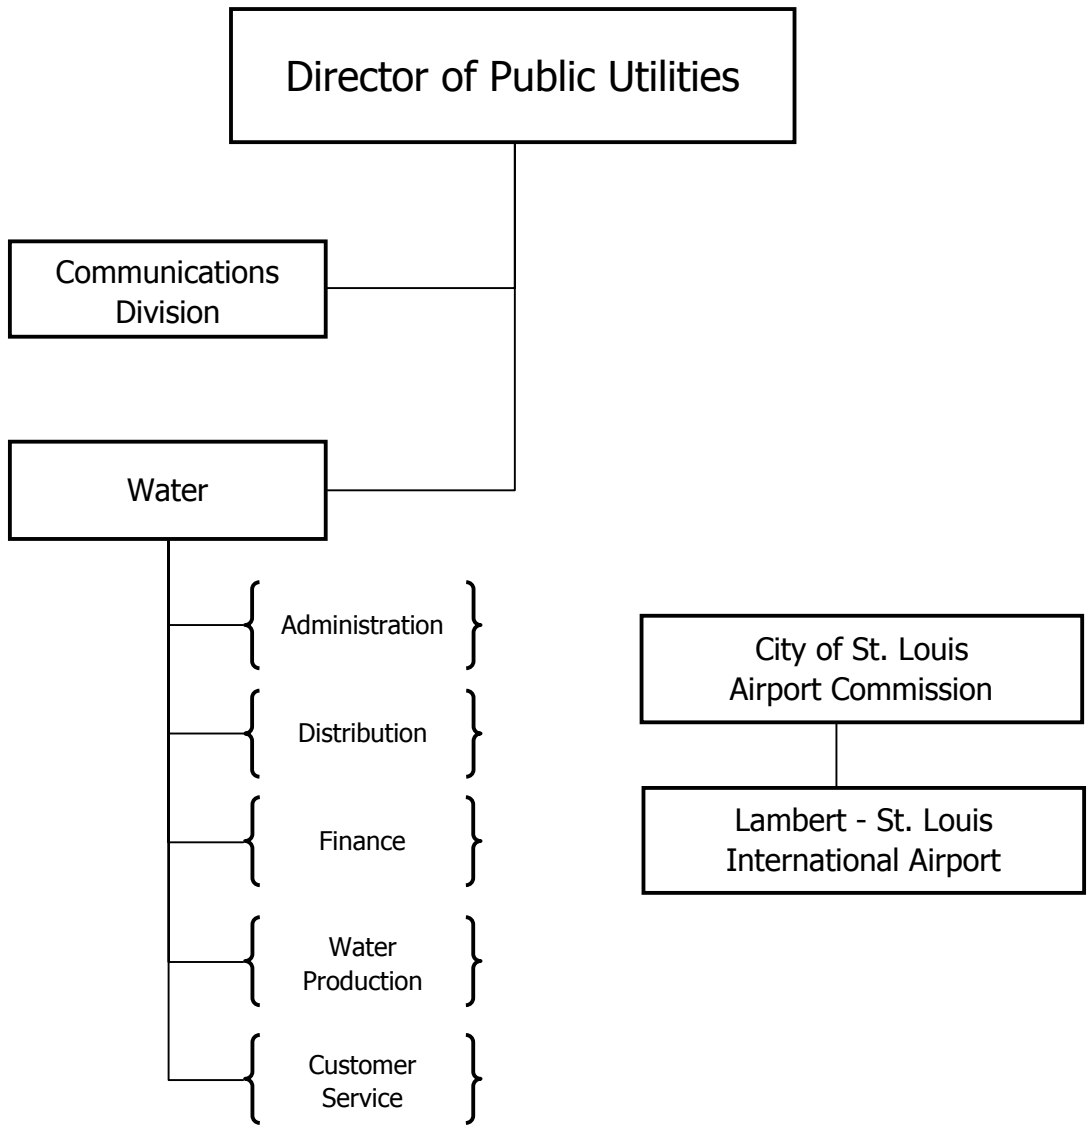 Director of Public Utilities
Communications
Division
Water
Administration
Distribution
Finance
Water
Production
Customer
Service
City of St. Louis
Airport Commission
Lambert - St. Louis
International Airport